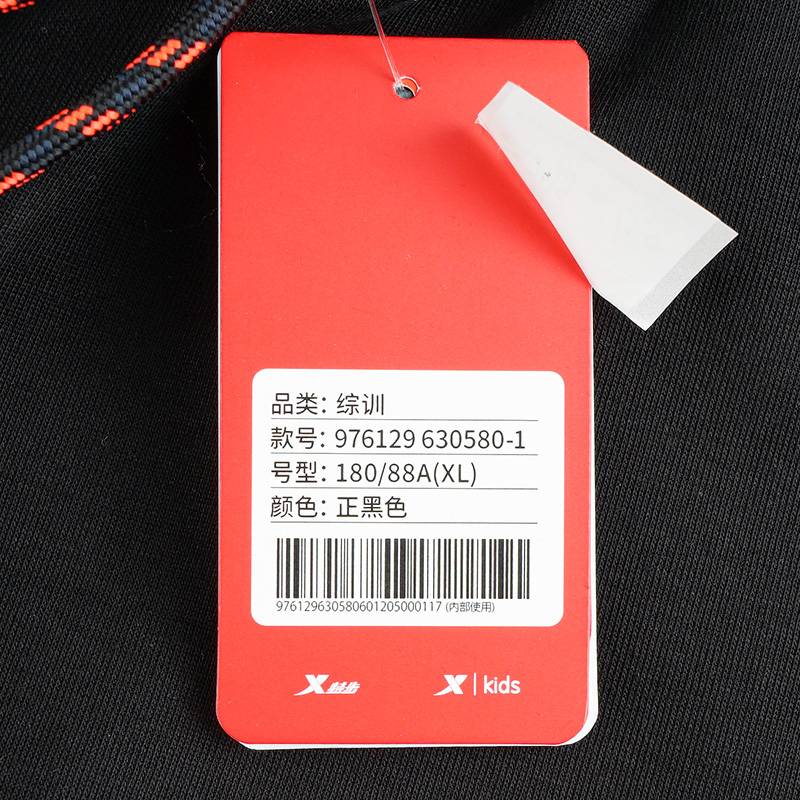 品类: 综训
款号: 976129 630580-1
号型: 180/88A(XL)
颜色: 正黑色
976129630580601205000117 (内部使用)
X 特步
X | kids